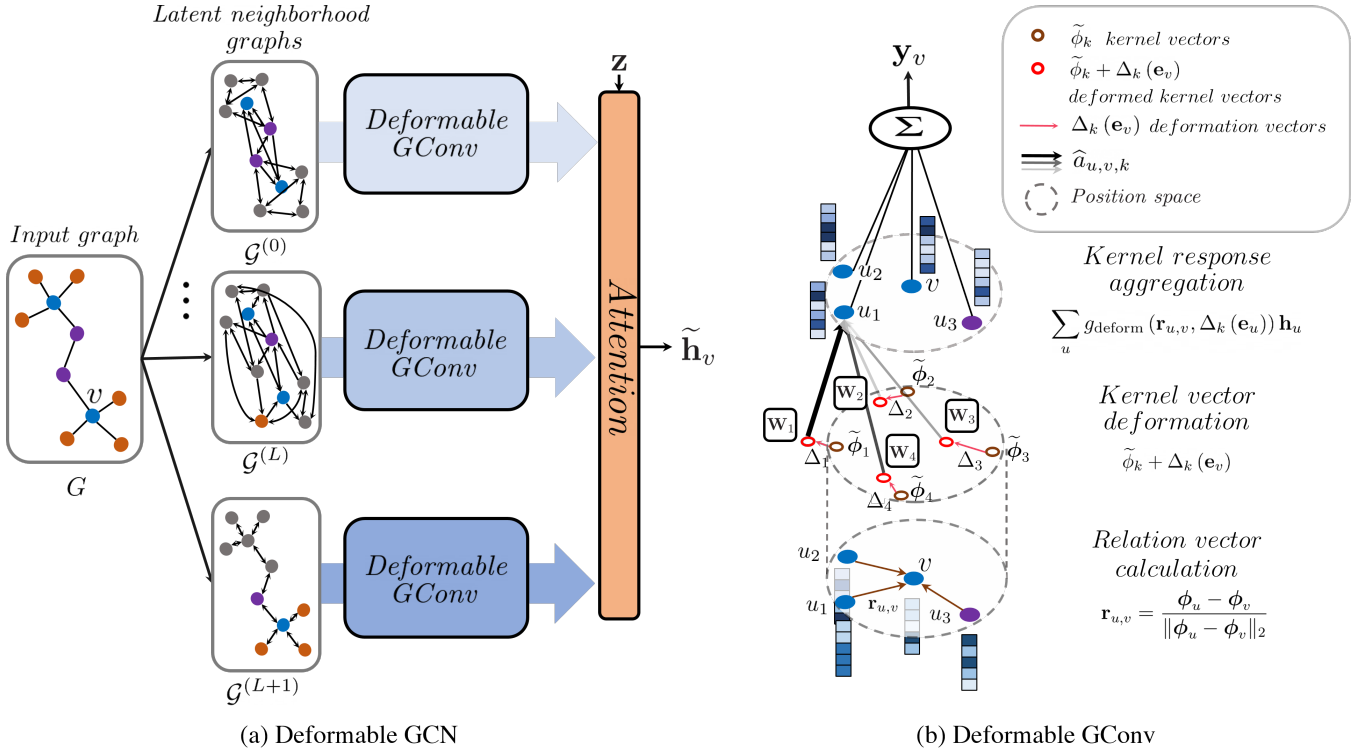 Latent neighborhood
graphs
Input graph
v
G
𝒢^(0)
𝒢^(L)
𝒢^(L+1)
Deformable
GConv
Deformable
GConv
Deformable
GConv
z
Attention
h̃_v
(a) Deformable GCN
y_v
Σ
u_2
v
u_1
u_3
W_1
W_2
W_3
W_4
Δ_1
Δ_2
Δ_3
Δ_4
φ̃_1
φ̃_2
φ̃_3
φ̃_4
u_2
v
u_1
r_{u,v}
u_3
φ̃_k kernel vectors
φ̃_k + Δ_k (e_v)
deformed kernel vectors
Δ_k (e_v) deformation vectors
â_{u,v,k}
Position space
Kernel response
aggregation
∑_u g_deform (r_{u,v}, Δ_k (e_u)) h_u
Kernel vector
deformation
φ̃_k + Δ_k (e_v)
Relation vector
calculation
r_{u,v} = (φ_u − φ_v) / ‖φ_u − φ_v‖_2
(b) Deformable GConv